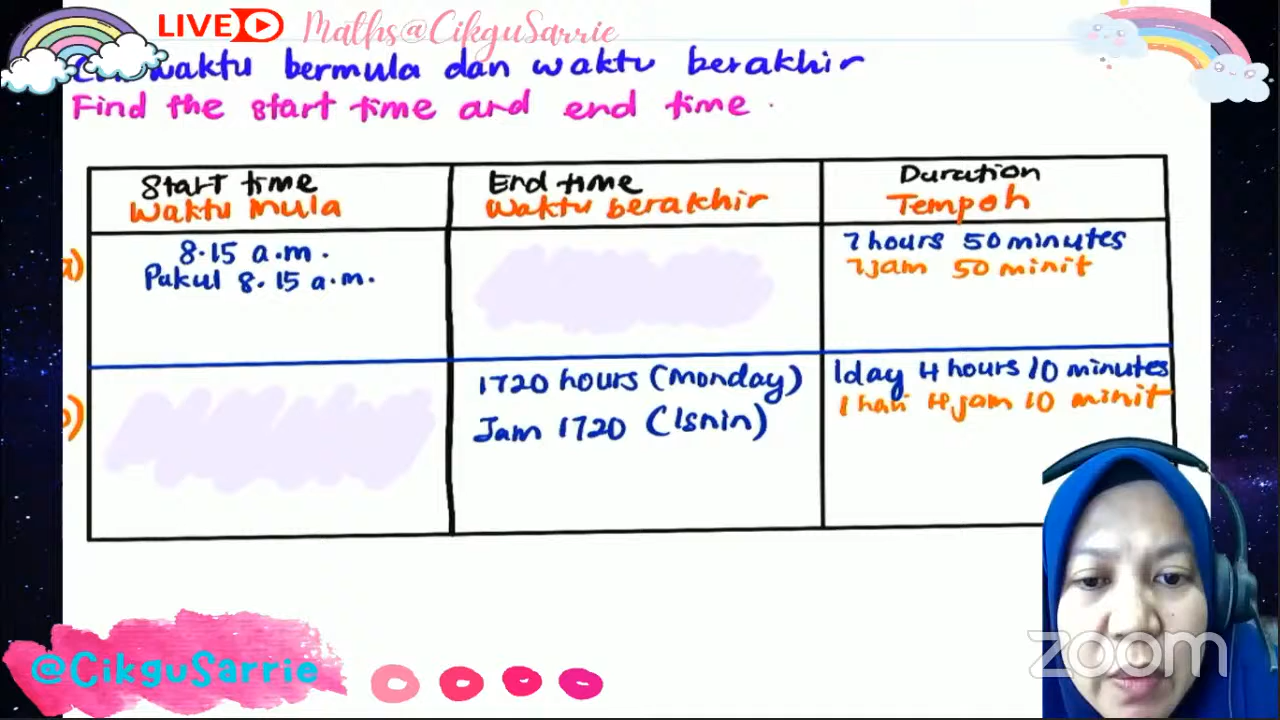 LIVE Maths@CikguSarrie
waktu bermula dan waktu berakhir
Find the start time and end time.
Start time
Waktu mula
End time
Waktu berakhir
Duration
Tempoh
a)
8.15 a.m.
Pukul 8.15 a.m.
7 hours 50 minutes
7 jam 50 minit
b)
1720 hours (Monday)
Jam 1720 (Isnin)
1 day 4 hours 10 minutes
1 hari 4 jam 10 minit
@CikguSarrie
zoom